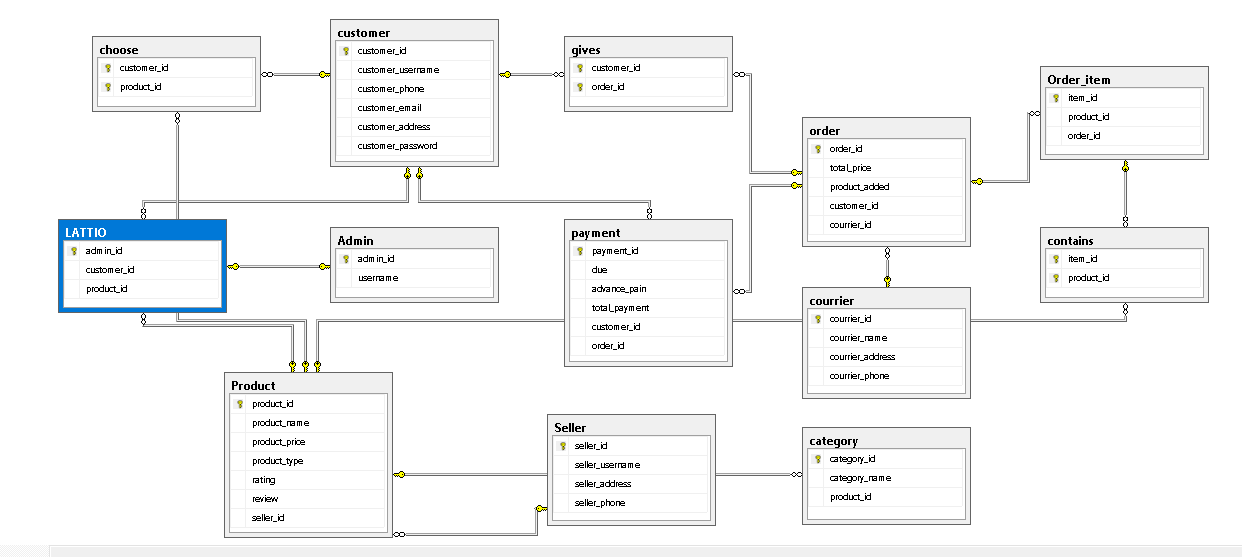 choose
customer_id
product_id
customer
customer_id
customer_username
customer_phone
customer_email
customer_address
customer_password
gives
customer_id
order_id
order
order_id
total_price
product_added
customer_id
courrier_id
Order_item
item_id
product_id
order_id
LATTIO
admin_id
customer_id
product_id
Admin
admin_id
username
payment
payment_id
due
advance_pain
total_payment
customer_id
order_id
contains
item_id
product_id
courrier
courrier_id
courrier_name
courrier_address
courrier_phone
Product
product_id
product_name
product_price
product_type
rating
review
seller_id
Seller
seller_id
seller_username
seller_address
seller_phone
category
category_id
category_name
product_id